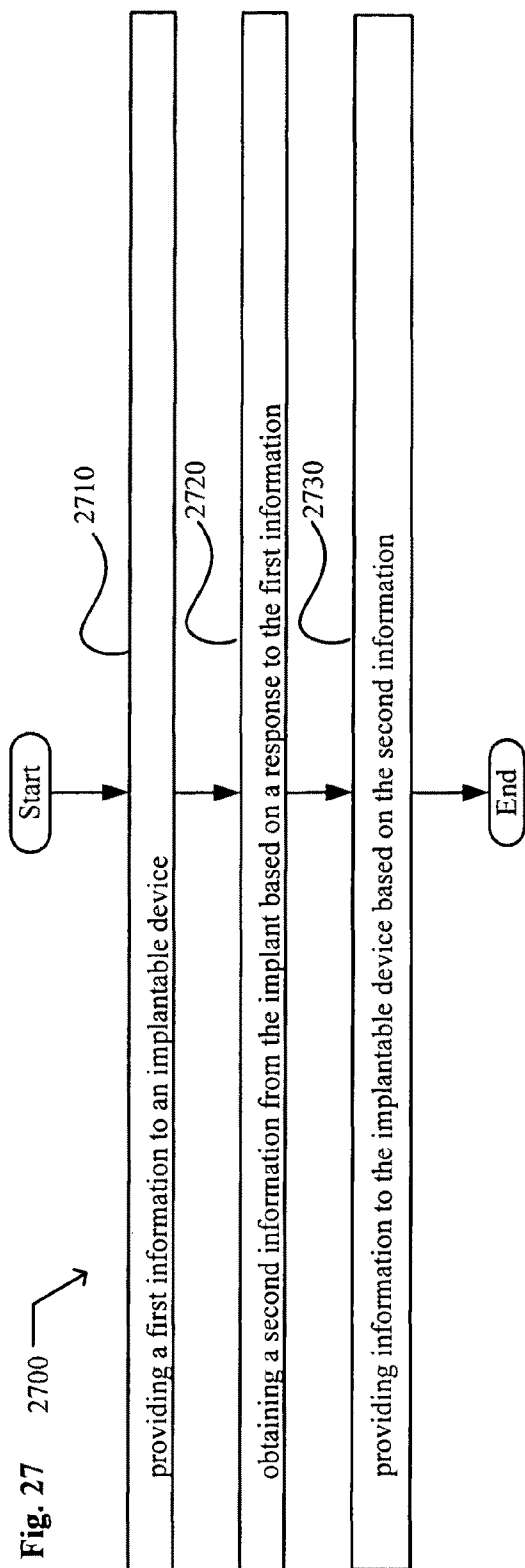 Fig. 27
2700
Start
2710
providing a first information to an implantable device
2720
obtaining a second information from the implant based on a response to the first information
2730
providing information to the implantable device based on the second information
End